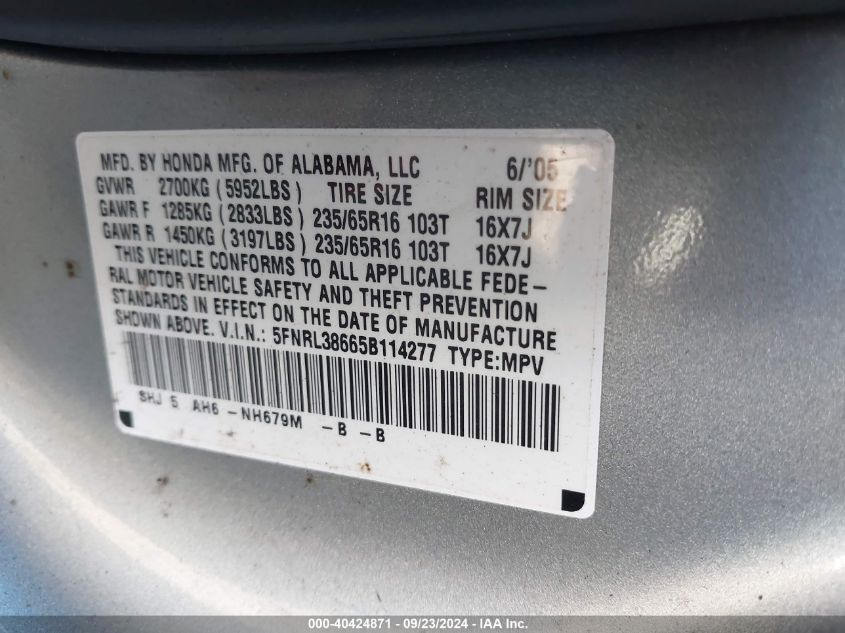 MFD. BY HONDA MFG. OF ALABAMA, LLC 6/'05
GVWR 2700KG (5952LBS) TIRE SIZE RIM SIZE
GAWR F 1285KG (2833LBS) 235/65R16 103T 16X7J
GAWR R 1450KG (3197LBS) 235/65R16 103T 16X7J
THIS VEHICLE CONFORMS TO ALL APPLICABLE FEDE-
RAL MOTOR VEHICLE SAFETY AND THEFT PREVENTION
STANDARDS IN EFFECT ON THE DATE OF MANUFACTURE
SHOWN ABOVE. V.I.N.: 5FNRL38665B114277 TYPE:MPV
SHJ 5 AH6 -NH679M -B -B
000-40424871 - 09/23/2024 - IAA Inc.